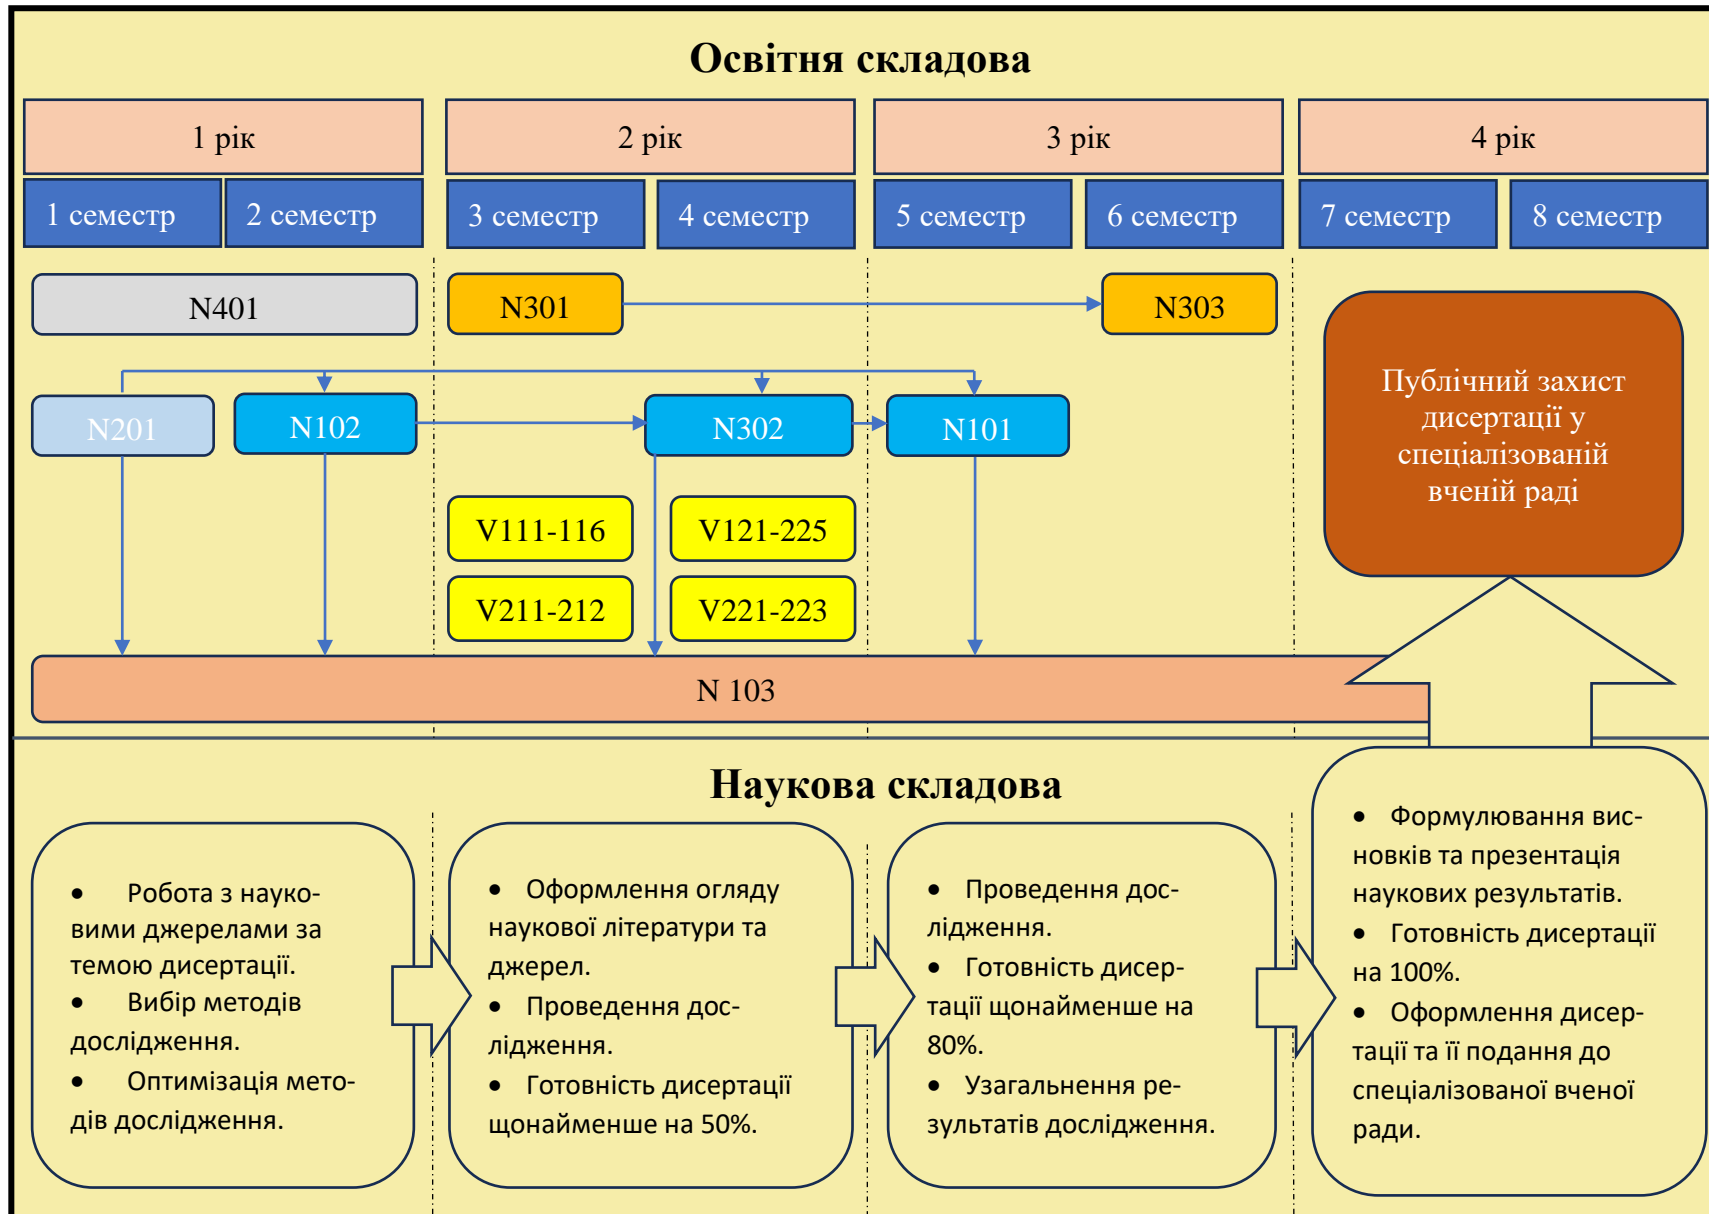 Освітня складова
1 рік
2 рік
3 рік
4 рік
1 семестр
2 семестр
3 семестр
4 семестр
5 семестр
6 семестр
7 семестр
8 семестр
N401
N301
N303
N201
N102
N302
N101
Публічний захист
дисертації у
спеціалізованій
вченій раді
V111-116
V121-225
V211-212
V221-223
N 103
Наукова складова
• Робота з науко-
вими джерелами за
темою дисертації.
• Вибір методів
дослідження.
• Оптимізація мето-
дів дослідження.
• Оформлення огляду
наукової літератури та
джерел.
• Проведення дос-
лідження.
• Готовність дисертації
щонайменше на 50%.
• Проведення дос-
лідження.
• Готовність дисер-
тації щонайменше на
80%.
• Узагальнення ре-
зультатів дослідження.
• Формулювання вис-
новків та презентація
наукових результатів.
• Готовність дисертації
на 100%.
• Оформлення дисер-
тації та її подання до
спеціалізованої вченої
ради.